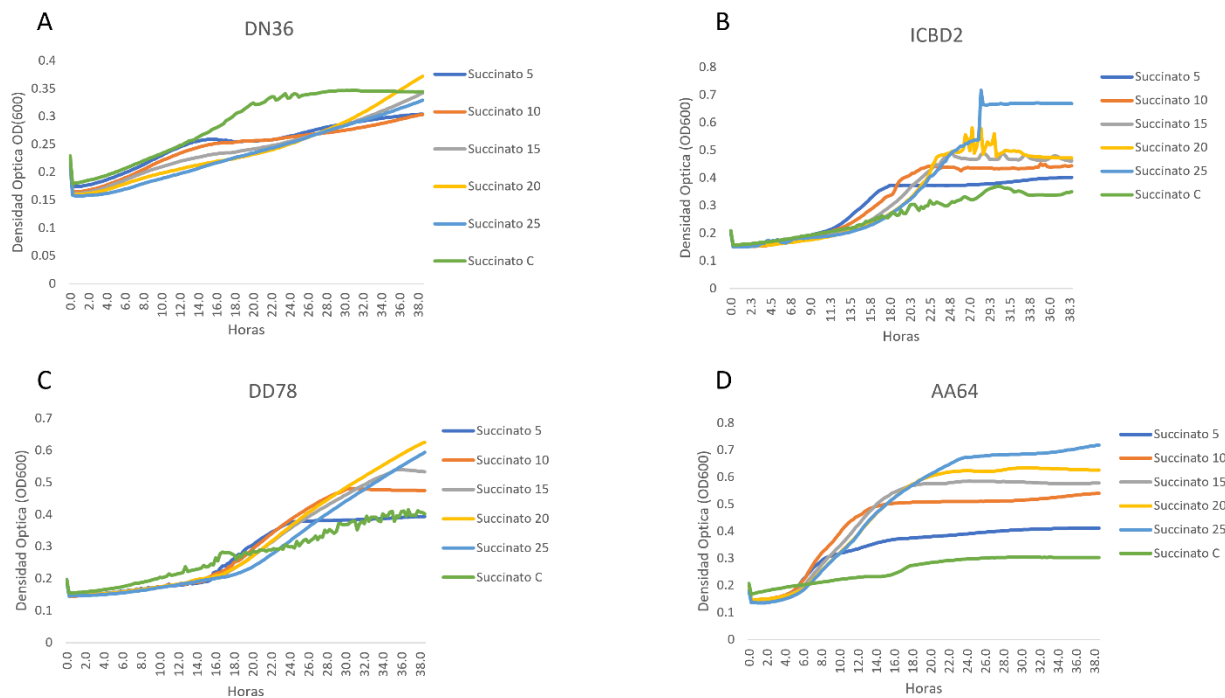 A
DN36
Densidad Optica OD(600)
0.4
0.35
0.3
0.25
0.2
0.15
0.1
0.05
0
0.0 2.0 4.0 6.0 8.0 10.0 12.0 14.0 16.0 18.0 20.0 22.0 24.0 26.0 28.0 30.0 32.0 34.0 36.0 38.0
Horas
Succinato 5
Succinato 10
Succinato 15
Succinato 20
Succinato 25
Succinato C
B
ICBD2
Densidad Optica (OD600)
0.8
0.7
0.6
0.5
0.4
0.3
0.2
0.1
0
0.0 2.3 4.5 6.8 9.0 11.3 13.5 15.8 18.0 20.3 22.5 24.8 27.0 29.3 31.5 33.8 36.0 38.3
Horas
Succinato 5
Succinato 10
Succinato 15
Succinato 20
Succinato 25
Succinato C
C
DD78
Densidad Optica (OD600)
0.7
0.6
0.5
0.4
0.3
0.2
0.1
0
0.0 2.0 4.0 6.0 8.0 10.0 12.0 14.0 16.0 18.0 20.0 22.0 24.0 26.0 28.0 30.0 32.0 34.0 36.0 38.0
Horas
Succinato 5
Succinato 10
Succinato 15
Succinato 20
Succinato 25
Succinato C
D
AA64
Densidad Optica (OD600)
0.8
0.7
0.6
0.5
0.4
0.3
0.2
0.1
0
0.0 2.0 4.0 6.0 8.0 10.0 12.0 14.0 16.0 18.0 20.0 22.0 24.0 26.0 28.0 30.0 32.0 34.0 36.0 38.0
Horas
Succinato 5
Succinato 10
Succinato 15
Succinato 20
Succinato 25
Succinato C